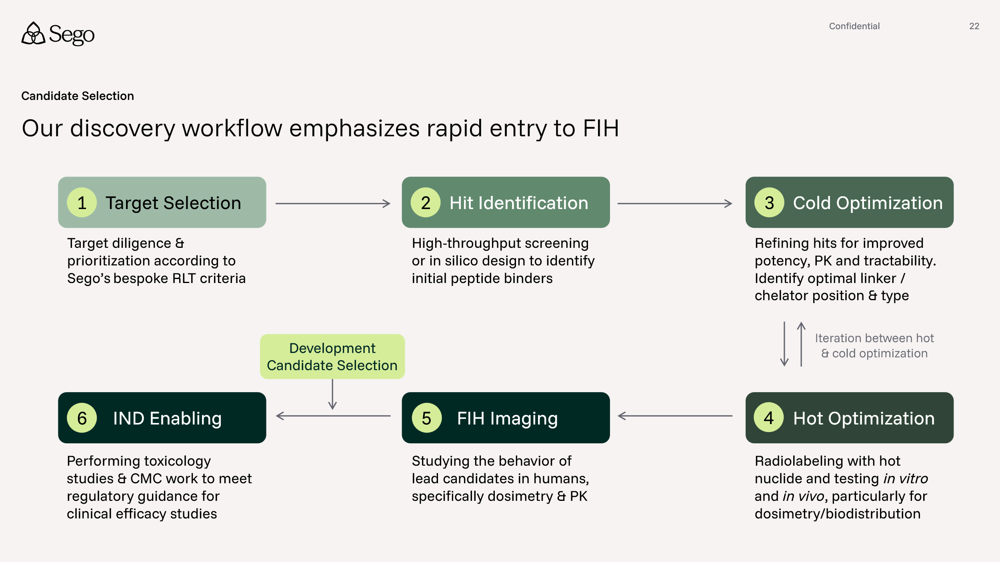 Sego
Confidential
22
Candidate Selection
Our discovery workflow emphasizes rapid entry to FIH
1
Target Selection
Target diligence &
prioritization according to
Sego’s bespoke RLT criteria
2
Hit Identification
High-throughput screening
or in silico design to identify
initial peptide binders
3
Cold Optimization
Refining hits for improved
potency, PK and tractability.
Identify optimal linker /
chelator position & type
Iteration between hot
& cold optimization
4
Hot Optimization
Radiolabeling with hot
nuclide and testing in vitro
and in vivo, particularly for
dosimetry/biodistribution
5
FIH Imaging
Studying the behavior of
lead candidates in humans,
specifically dosimetry & PK
Development
Candidate Selection
6
IND Enabling
Performing toxicology
studies & CMC work to meet
regulatory guidance for
clinical efficacy studies